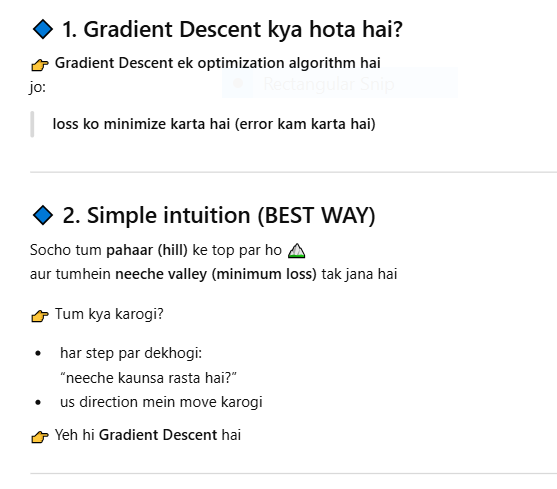 🔷 1. Gradient Descent kya hota hai?
👉 Gradient Descent ek optimization algorithm hai
jo:
loss ko minimize karta hai (error kam karta hai)
🔷 2. Simple intuition (BEST WAY)
Socho tum pahaar (hill) ke top par ho ⛰️
aur tumhein neeche valley (minimum loss) tak jana hai
👉 Tum kya karogi?
• har step par dekhogi:
“neeche kaunsa rasta hai?”
• us direction mein move karogi
👉 Yeh hi Gradient Descent hai
Rectangular Snip